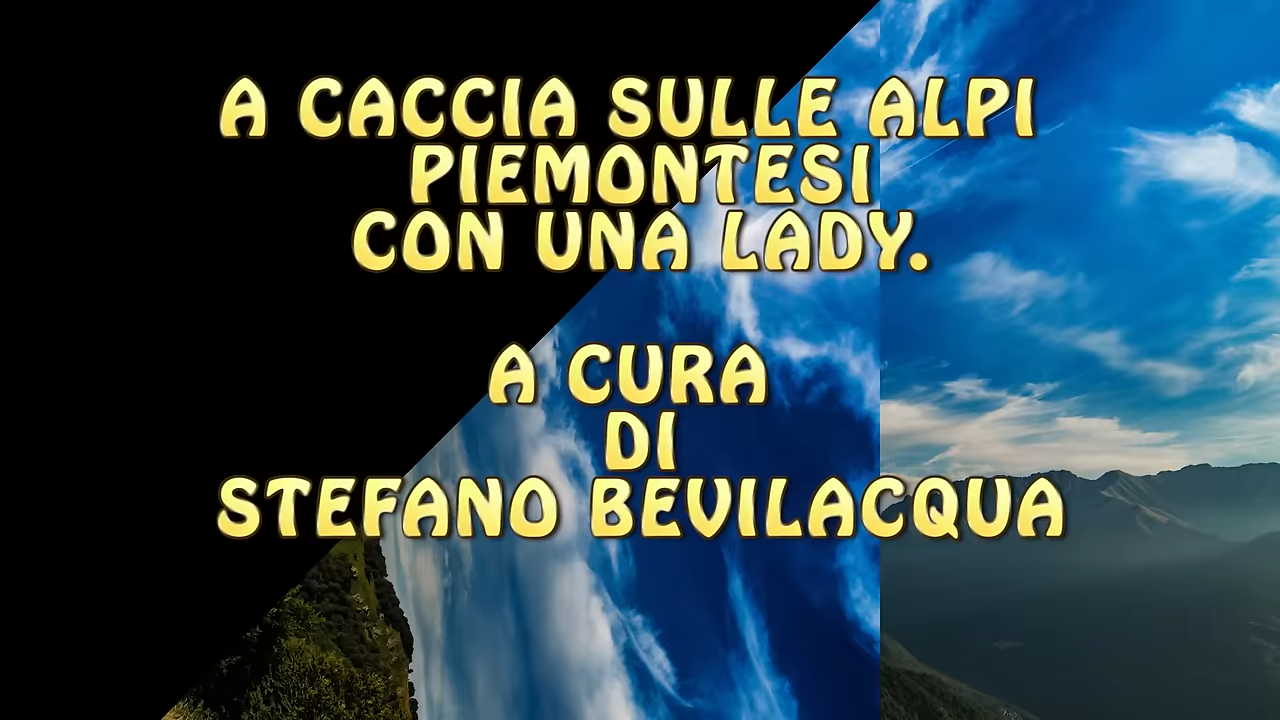 A CACCIA SULLE ALPI
PIEMONTESI
CON UNA LADY.
A CURA
DI
STEFANO BEVILACQUA